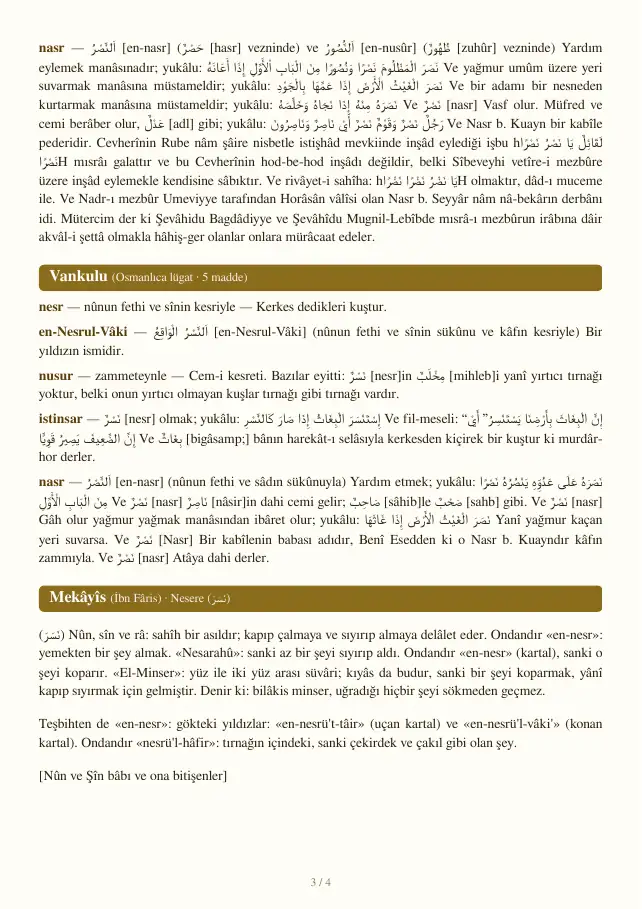 nasr — اَلنَّصْرُ [en-nasr] (حَصْرٌ [hasr] vezninde) ve اَلنُّصُورُ [en-nusûr] (ظُهُورٌ [zuhûr] vezninde) Yardım
eylemek manâsınadır; yukâlu: نَصَرَ الْمَظْلُومَ نَصْرًا وَنُصُورًا مِنَ الْبَابِ الْأَوَّلِ إِذَا أَعَانَهُ Ve yağmur umûm üzere yeri
suvarmak manâsına müstameldir; yukâlu: نَصَرَ الْغَيْثُ الْأَرْضَ إِذَا عَمَّهَا بِالْجَوْدِ Ve bir adamı bir nesneden
kurtarmak manâsına müstameldir; yukâlu: نَصَرَهُ مِنْهُ إِذَا نَجَاهُ وَخَلَّصَهُ Ve نَصْرٌ [nasr] Vasf olur. Müfred ve
cemi berâber olur, عَدْلٌ [adl] gibi; yukâlu: رَجُلٌ نَصْرٌ وَقَوْمٌ نَصْرٌ أَيْ نَاصِرٌ وَنَاصِرُونَ Ve Nasr b. Kuayn bir kabîle
pederidir. Cevherînin Rube nâm şâire nisbetle istişhâd mevkiinde inşâd eylediği işbu hلَقَائِلٌ يَا نَصْرُ نَصْرًا
نَصْرًاH mısrâı galattır ve bu Cevherînin hod-be-hod inşâdı değildir, belki Sîbeveyhi vetîre-i mezbûre
üzere inşâd eylemekle kendisine sâbıktır. Ve rivâyet-i sahîha: hيَا نَضْرُ نَضْرًا نَضْرًاH olmaktır, dâd-ı muceme
ile. Ve Nadr-ı mezbûr Umeviyye tarafından Horâsân vâlîsi olan Nasr b. Seyyâr nâm nâ-bekârın derbânı
idi. Mütercim der ki Şevâhidu Bagdâdiyye ve Şevâhîdu Mugnil-Lebîbde mısrâ-ı mezbûrun irâbına dâir
akvâl-i şettâ olmakla hâhiş-ger olanlar onlara mürâcaat edeler.
Vankulu (Osmanlıca lügat · 5 madde)
nesr — nûnun fethi ve sînin kesriyle — Kerkes dedikleri kuştur.
en-Nesrul-Vâki — اَلنَّسْرُ الْوَاقِعُ [en-Nesrul-Vâki] (nûnun fethi ve sînin sükûnu ve kâfın kesriyle) Bir
yıldızın ismidir.
nusur — zammeteynle — Cem-i kesreti. Bazılar eyitti: نَسْرٌ [nesr]in مِخْلَبٌ [mihleb]i yanî yırtıcı tırnağı
yoktur, belki onun yırtıcı olmayan kuşlar tırnağı gibi tırnağı vardır.
istinsar — نَسْرٌ [nesr] olmak; yukâlu: إِسْتَنْسَرَ الْبِغَاثُ إِذَا صَارَ كَالنَّسْرِ Ve fil-meseli: “إِنَّ الْبِغَاثَ بِأَرْضِنَا يَسْتَنْسِرُ” أَيْ
إِنَّ الضَّعِيفَ يَصِيرُ قَوِيًّا Ve بِغَاثٌ [bigâsamp;] bânın harekât-ı selâsıyla kerkesden kiçirek bir kuştur ki murdâr-
hor derler.
nasr — اَلنَّصْرُ [en-nasr] (nûnun fethi ve sâdın sükûnuyla) Yardım etmek; yukâlu: نَصَرَهُ عَلَى عَدُوِّهِ يَنْصُرُهُ نَصْرًا
مِنَ الْبَابِ الْأَوَّلِ Ve نَصْرٌ [nasr] نَاصِرٌ [nâsir]in dahi cemi gelir; صَاحِبٌ [sâhib]le صَحْبٌ [sahb] gibi. Ve نَصْرٌ [nasr]
Gâh olur yağmur yağmak manâsından ibâret olur; yukâlu: نَصَرَ الْغَيْثُ الْأَرْضَ إِذَا غَاثَهَا Yanî yağmur kaçan
yeri suvarsa. Ve نَصْرٌ [Nasr] Bir kabîlenin babası adıdır, Benî Esedden ki o Nasr b. Kuayndır kâfın
zammıyla. Ve نَصْرٌ [nasr] Atâya dahi derler.
Mekâyîs (İbn Fâris) · Nesere (نَسَرَ)
(نَسَرَ) Nûn, sîn ve râ: sahîh bir asıldır; kapıp çalmaya ve sıyırıp almaya delâlet eder. Ondandır «en-nesr»:
yemekten bir şey almak. «Nesarahû»: sanki az bir şeyi sıyırıp aldı. Ondandır «en-nesr» (kartal), sanki o
şeyi koparır. «El-Minser»: yüz ile iki yüz arası süvâri; kıyâs da budur, sanki bir şeyi koparmak, yânî
kapıp sıyırmak için gelmiştir. Denir ki: bilâkis minser, uğradığı hiçbir şeyi sökmeden geçmez.
Teşbihten de «en-nesr»: gökteki yıldızlar: «en-nesrü't-târir» (uçan kartal) ve «en-nesrü'l-vâki'» (konan
kartal). Ondandır «nesrü'l-hâfir»: tırnağın içindeki, sanki çekirdek ve çakıl gibi olan şey.
[Nûn ve Şîn bâbı ve ona bitişenler]
3 / 4